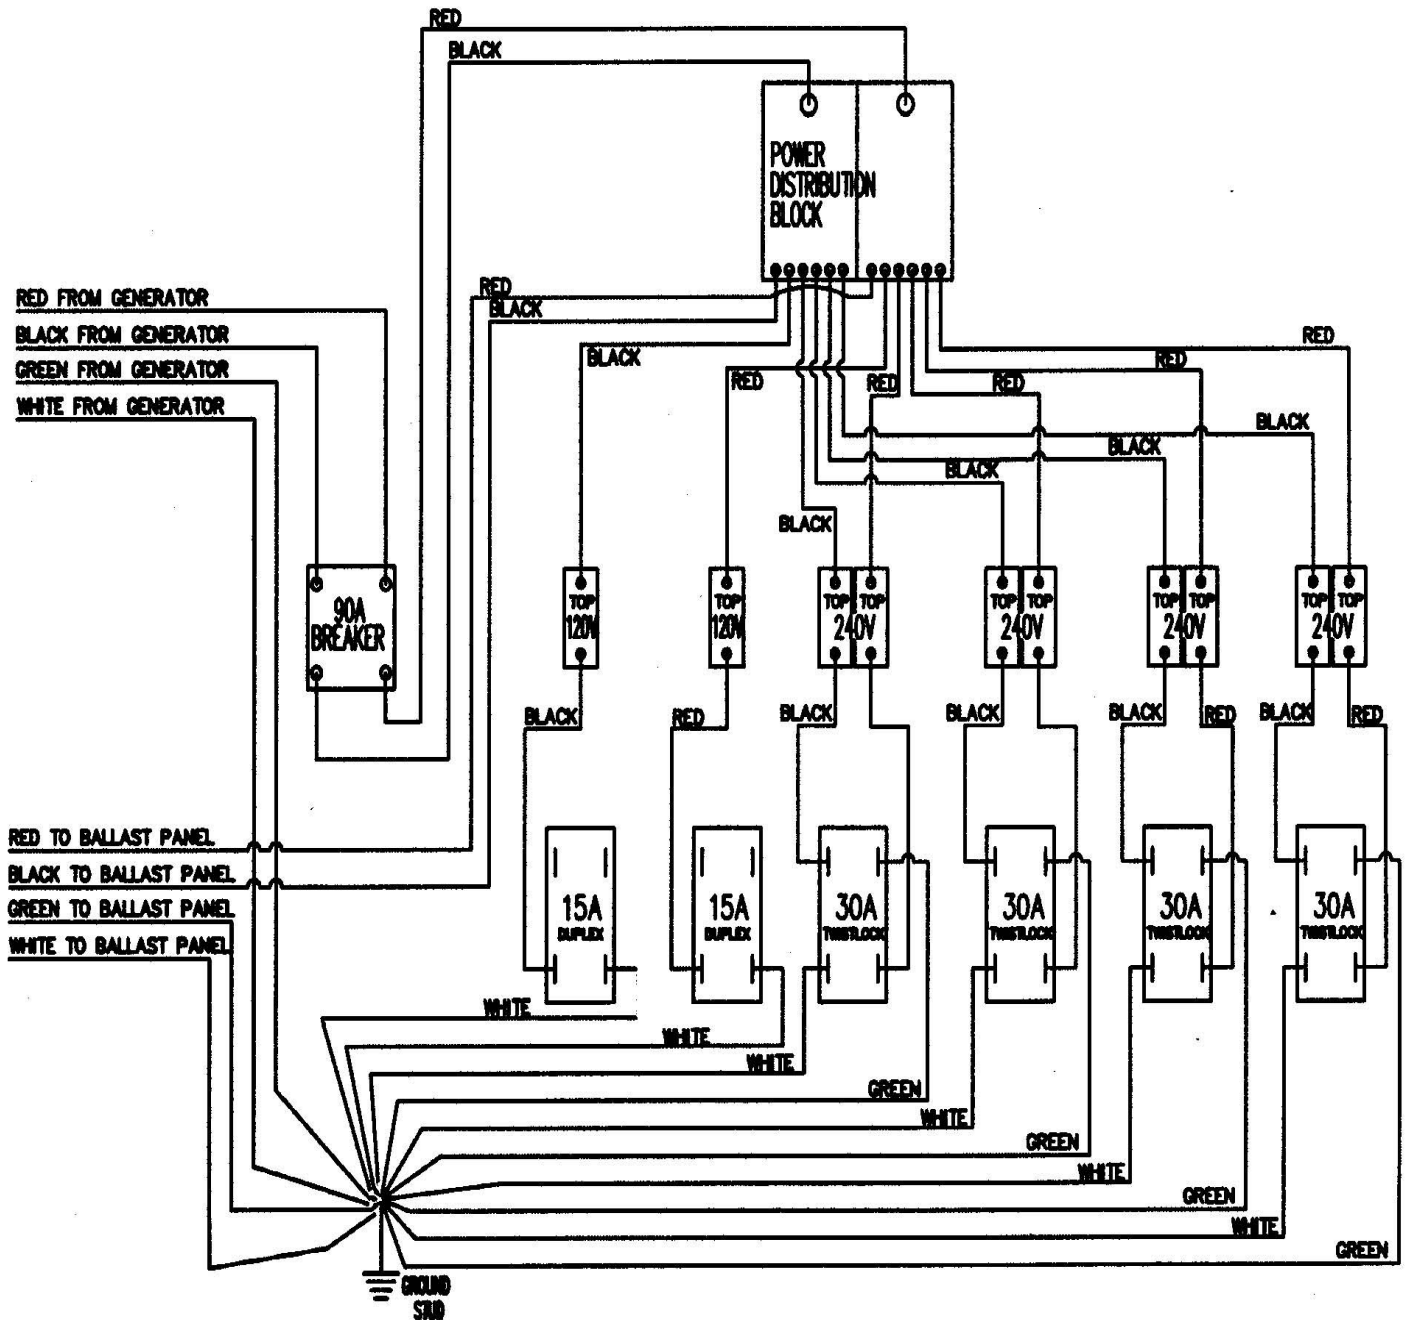 RED
BLACK
POWER
DISTRIBUTION
BLOCK
RED FROM GENERATOR
BLACK FROM GENERATOR
GREEN FROM GENERATOR
WHITE FROM GENERATOR
RED
BLACK
BLACK
RED
RED
RED
RED
RED
BLACK
BLACK
BLACK
BLACK
90A
BREAKER
TOP
120V
TOP
120V
TOP TOP
240V
TOP TOP
240V
TOP TOP
240V
TOP TOP
240V
BLACK
RED
BLACK
BLACK
BLACK
RED
BLACK
RED
RED TO BALLAST PANEL
BLACK TO BALLAST PANEL
GREEN TO BALLAST PANEL
WHITE TO BALLAST PANEL
15A
DUPLEX
15A
DUPLEX
30A
TWISTLOCK
30A
TWISTLOCK
30A
TWISTLOCK
30A
TWISTLOCK
WHITE
WHITE
WHITE
GREEN
WHITE
GREEN
WHITE
GREEN
WHITE
GREEN
GROUND
STUD